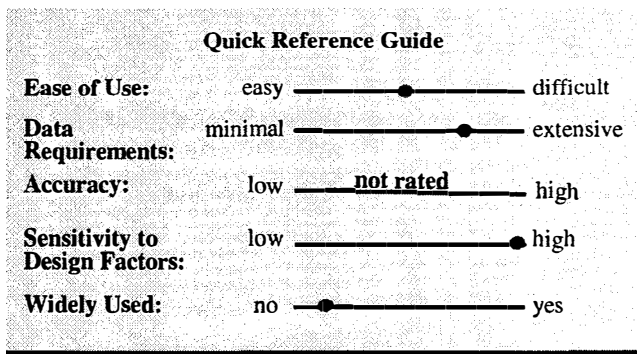 Quick Reference Guide
Ease of Use: easy difficult
Data minimal extensive
Requirements:
Accuracy: low not rated high
Sensitivity to low high
Design Factors:
Widely Used: no yes